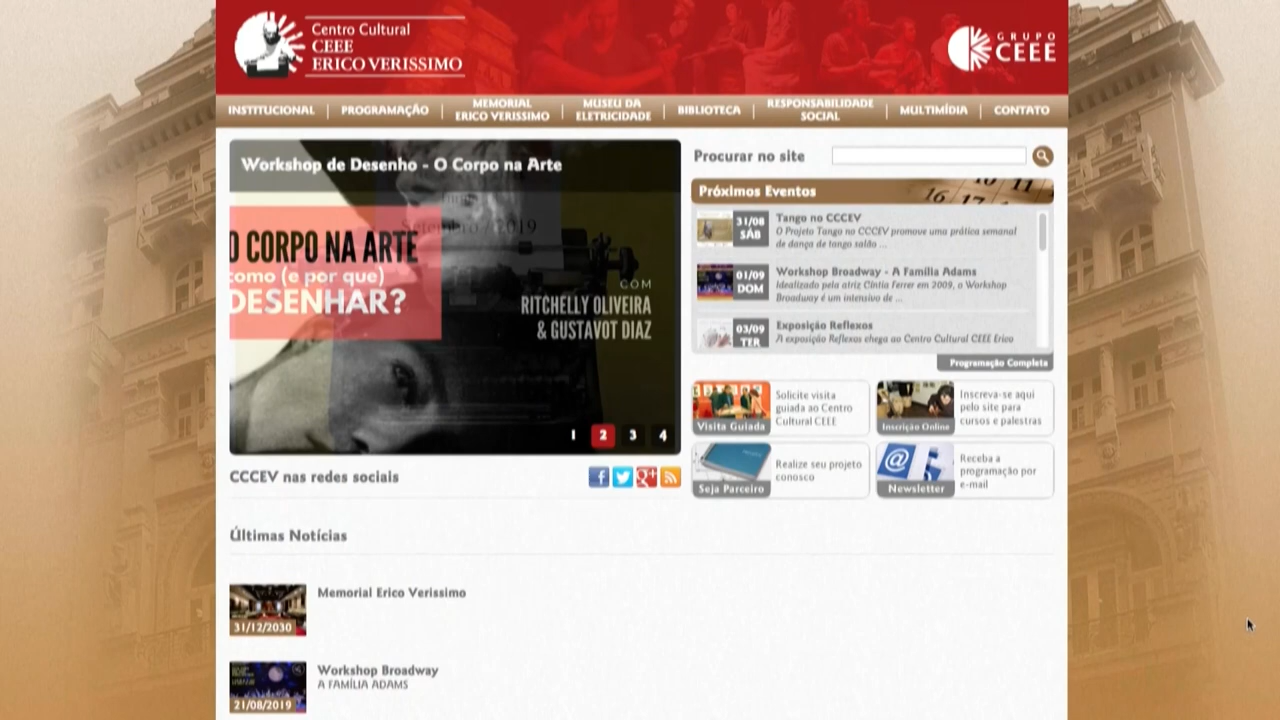 Centro Cultural
CEEE
ERICO VERISSIMO
GRUPO
CEEE
INSTITUCIONAL
PROGRAMAÇÃO
MEMORIAL
ERICO VERISSIMO
MUSEU DA
ELETRICIDADE
BIBLIOTECA
RESPONSABILIDADE
SOCIAL
MULTIMÍDIA
CONTATO
Workshop de Desenho - O Corpo na Arte
Setembro / 2019
O CORPO NA ARTE
como (e por que)
DESENHAR?
COM
RITCHELLY OLIVEIRA
& GUSTAVOT DIAZ
1 2 3 4
CCCEV nas redes sociais
Procurar no site
Próximos Eventos
16 17 10 11
31/08
SÁB
Tango no CCCEV
O Projeto Tango na CCCEV promove uma prática semanal
de dança de tango salão ...
01/09
DOM
Workshop Broadway - A Família Adams
Idealizado pela atriz Cíntia Ferrer em 2009, o Workshop
Broadway é um intensivo de ...
03/09
TER
Exposição Reflexos
A exposição Reflexos chega ao Centro Cultural CEEE Erico
Programação Completa
Visita Guiada
Solicite visita
guiada ao Centro
Cultural CEEE
Inscrição Online
Inscreva-se aqui
pelo site para
cursos e palestras
Seja Parceiro
Realize seu projeto
conosco
Newsletter
Receba a
programação por
e-mail
Últimas Notícias
31/12/2030
Memorial Erico Verissimo
21/08/2019
Workshop Broadway
A FAMÍLIA ADAMS